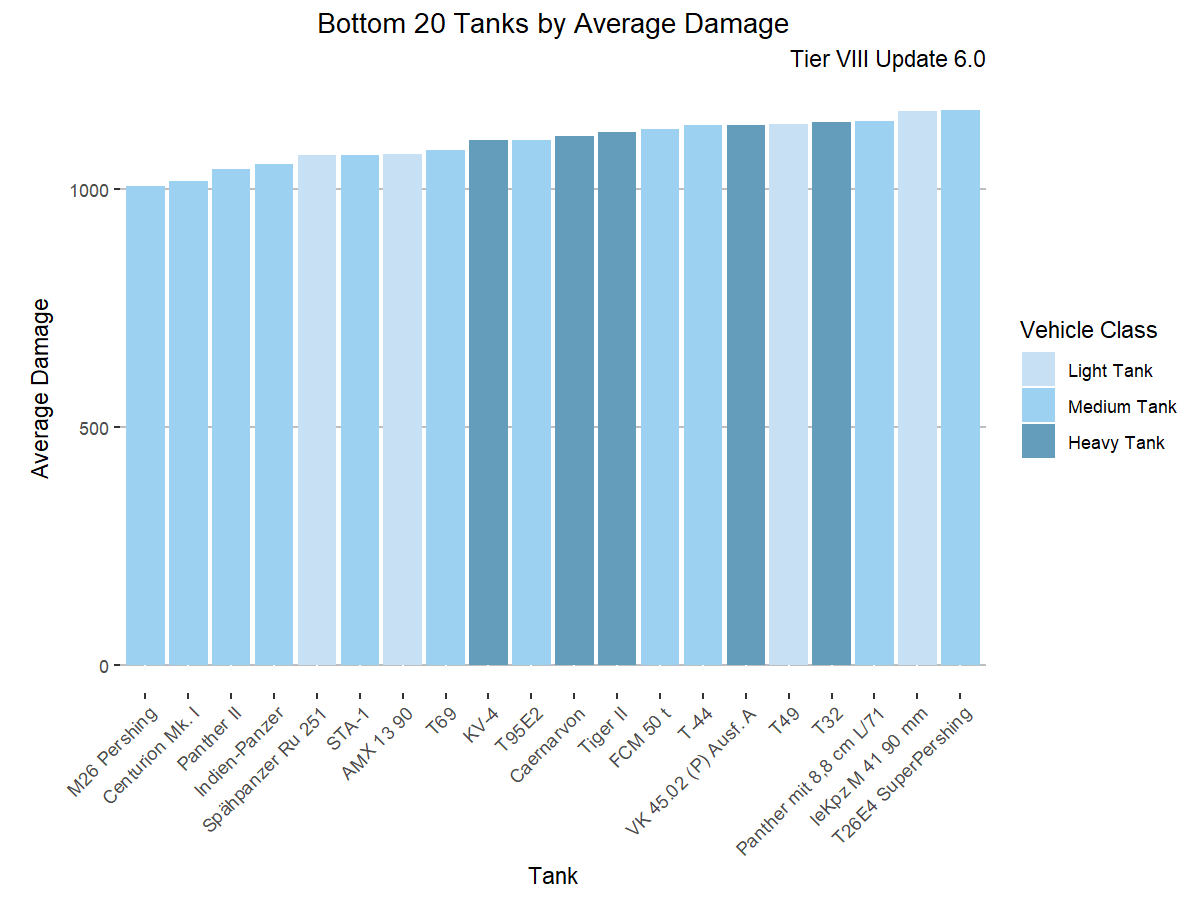 Bottom 20 Tanks by Average Damage
Tier VIII Update 6.0
Average Damage
1000
500
0
M26 Pershing
Centurion Mk. I
Panther II
Indien-Panzer
Spähpanzer Ru 251
STA-1
AMX 13 90
T69
KV-4
T95E2
Caernarvon
Tiger II
FCM 50 t
T-44
VK 45.02 (P) Ausf. A
T49
T32
Panther mit 8,8 cm L/71
leKpz M 41 90 mm
T26E4 SuperPershing
Tank
Vehicle Class
Light Tank
Medium Tank
Heavy Tank